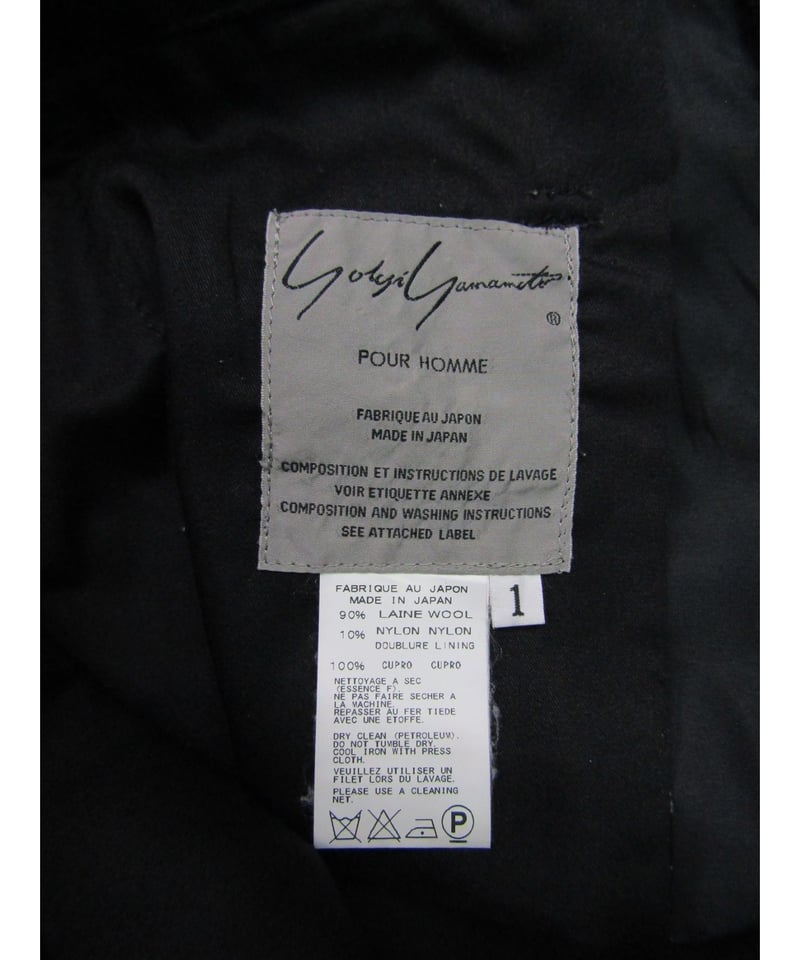 Yohji Yamamoto
®
POUR HOMME
FABRIQUE AU JAPON
MADE IN JAPAN
COMPOSITION ET INSTRUCTIONS DE LAVAGE
VOIR ETIQUETTE ANNEXE
COMPOSITION AND WASHING INSTRUCTIONS
SEE ATTACHED LABEL
1
FABRIQUE AU JAPON
MADE IN JAPAN
90% LAINE WOOL
10% NYLON NYLON
DOUBLURE LINING
100% CUPRO CUPRO
NETTOYAGE A SEC
(ESSENCE F).
NE PAS FAIRE SECHER A
LA MACHINE.
REPASSER AU FER TIEDE
AVEC UNE ETOFFE.
DRY CLEAN (PETROLEUM).
DO NOT TUMBLE DRY.
COOL IRON WITH PRESS
CLOTH.
VEUILLEZ UTILISER UN
FILET LORS DU LAVAGE.
PLEASE USE A CLEANING
NET.
P